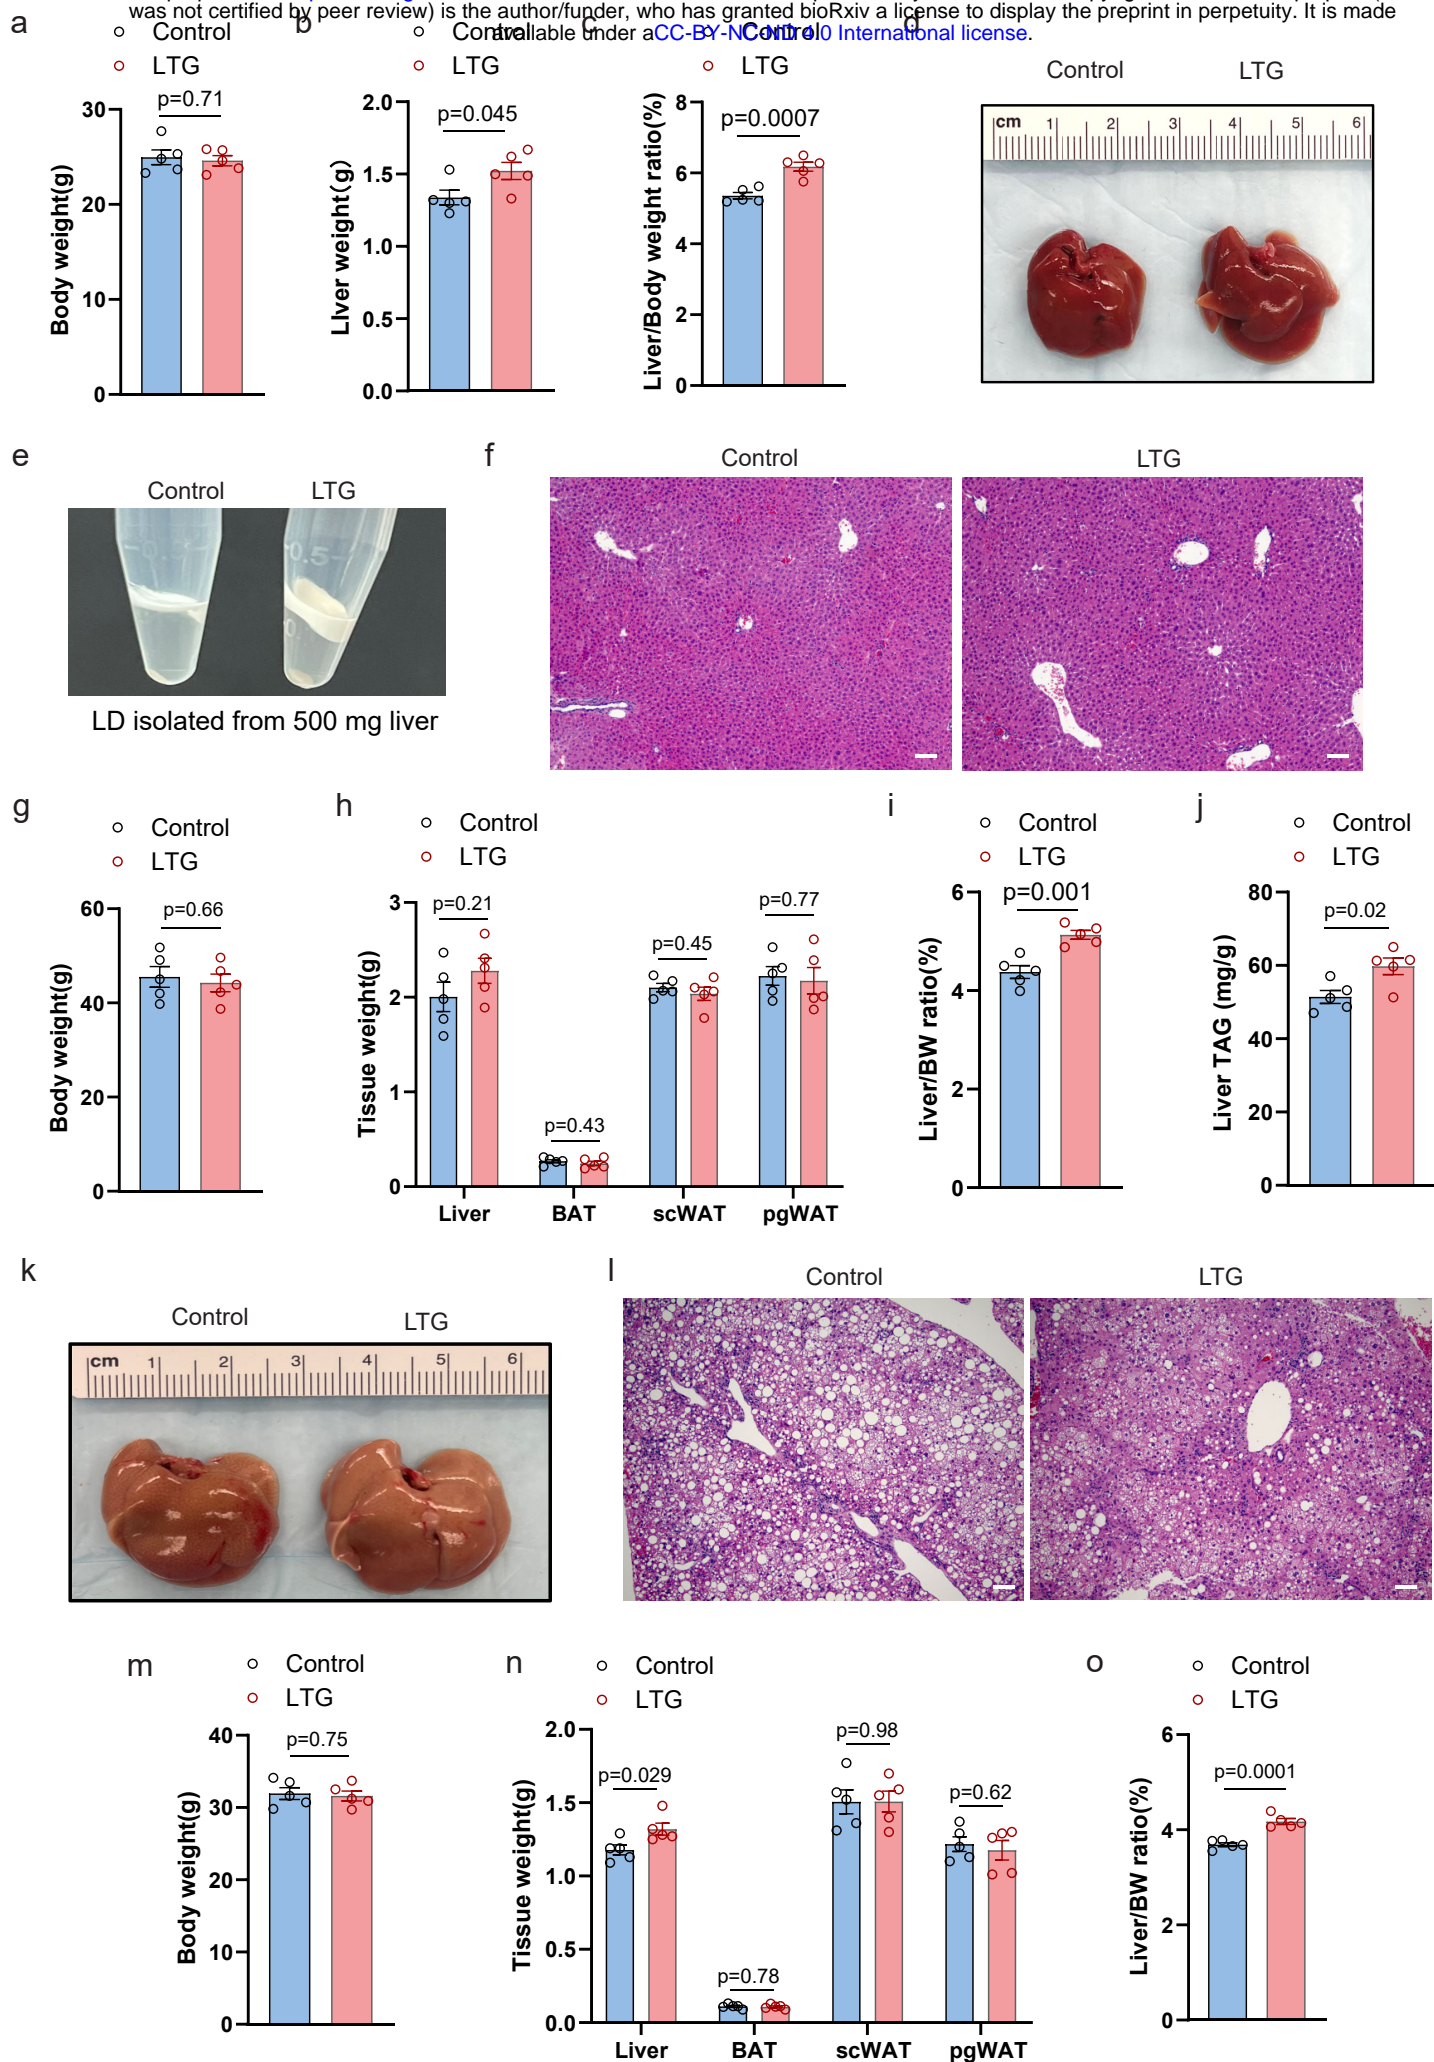 was not certified by peer review) is the author/funder, who has granted bioRxiv a license to display the preprint in perpetuity. It is made
available under aCC-BY-NC-ND 4.0 International license.
a
Control
LTG
p=0.71
30
20
10
0
Body weight(g)
b
Control
LTG
p=0.045
2.0
1.5
1.0
0.5
0.0
Liver weight(g)
c
Control
LTG
p=0.0007
8
6
4
2
0
Liver/Body weight ratio(%)
d
Control LTG
cm 1 2 3 4 5 6
e
Control LTG
0.5
LD isolated from 500 mg liver
f
Control LTG
g
Control
LTG
p=0.66
60
40
20
0
Body weight(g)
h
Control
LTG
p=0.21
p=0.43
p=0.45
p=0.77
3
2
1
0
Tissue weight(g)
Liver BAT scWAT pgWAT
i
Control
LTG
p=0.001
6
4
2
0
Liver/BW ratio(%)
j
Control
LTG
p=0.02
80
60
40
20
0
Liver TAG (mg/g)
k
Control LTG
cm 1 2 3 4 5 6
l
Control LTG
m
Control
LTG
p=0.75
40
30
20
10
0
Body weight(g)
n
Control
LTG
p=0.029
p=0.78
p=0.98
p=0.62
2.0
1.5
1.0
0.5
0.0
Tissue weight(g)
Liver BAT scWAT pgWAT
o
Control
LTG
p=0.0001
6
4
2
0
Liver/BW ratio(%)